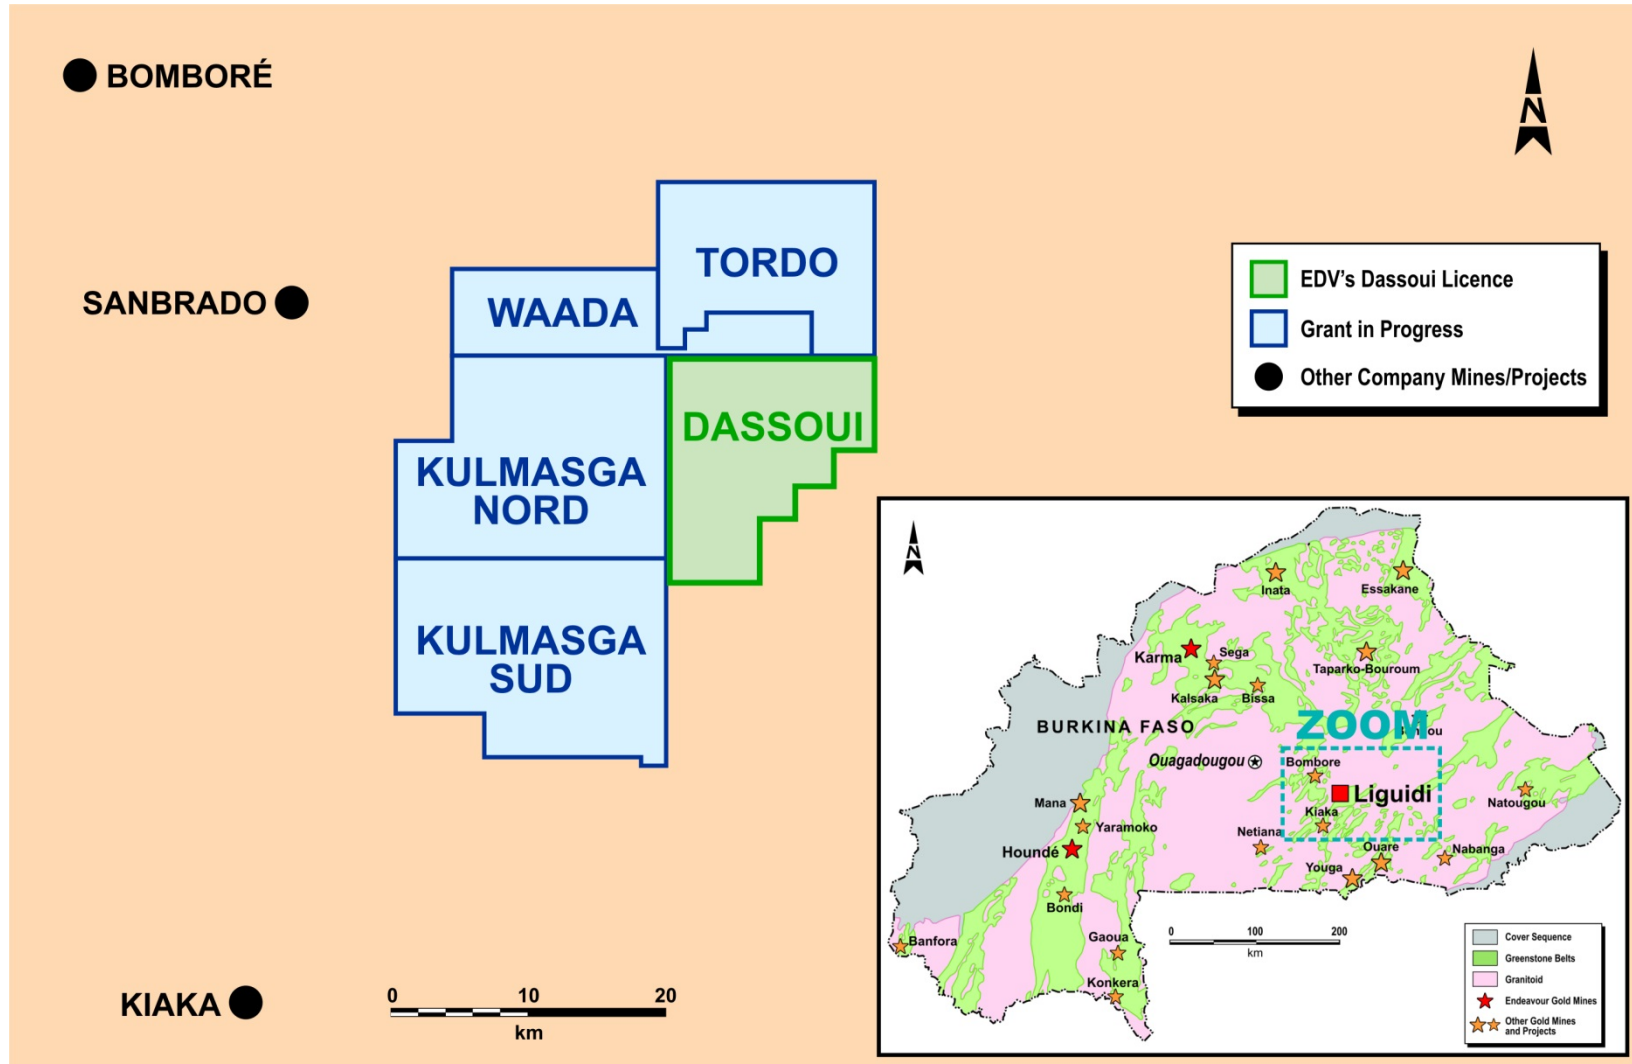 BOMBORÉ
N
TORDO
WAADA
SANBRADO
DASSOUI
KULMASGA
NORD
KULMASGA
SUD
KIAKA
0 10 20
km
EDV's Dassoui Licence
Grant in Progress
Other Company Mines/Projects
N
Inata
Essakane
Karma
Sega
Taparko-Bouroum
Kalsaka
Bissa
BURKINA FASO
ZOOM
Ouagadougou
Bombore
Liguidi
Natougou
Mana
Kiaka
Yaramoko
Netiana
Houndé
Ouare
Nabanga
Youga
Bondi
Gaoua
Banfora
Konkera
0 100 200
km
Cover Sequence
Greenstone Belts
Granitoid
Endeavour Gold Mines
Other Gold Mines
and Projects